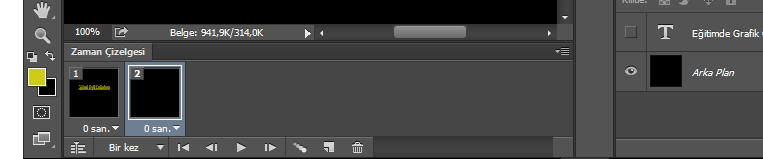 Kilitle:
100%
Belge: 941,9K/314,0K
Zaman Çizelgesi
1
2
0 san.
0 san.
Bir kez
T
Eğitimde Grafik
Arka Plan